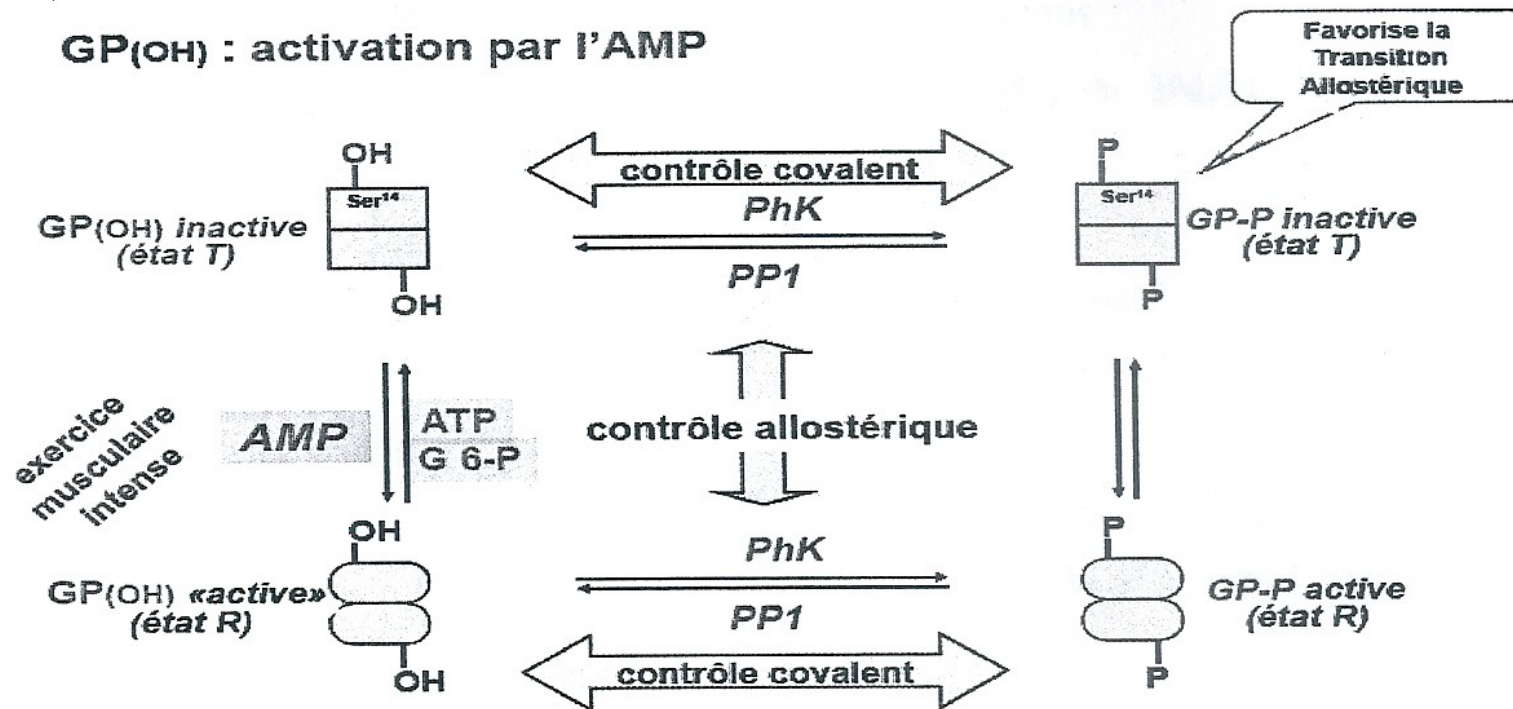 GP(OH) : activation par l'AMP
Favorise la
Transition
Allostérique
OH
Ser¹⁴
GP(OH) inactive
(état T)
OH
contrôle covalent
PhK
PP1
P
Ser¹⁴
GP-P inactive
(état T)
P
exercice
musculaire
intense
AMP
ATP
G 6-P
contrôle allostérique
OH
GP(OH) «active»
(état R)
OH
PhK
PP1
contrôle covalent
P
GP-P active
(état R)
P